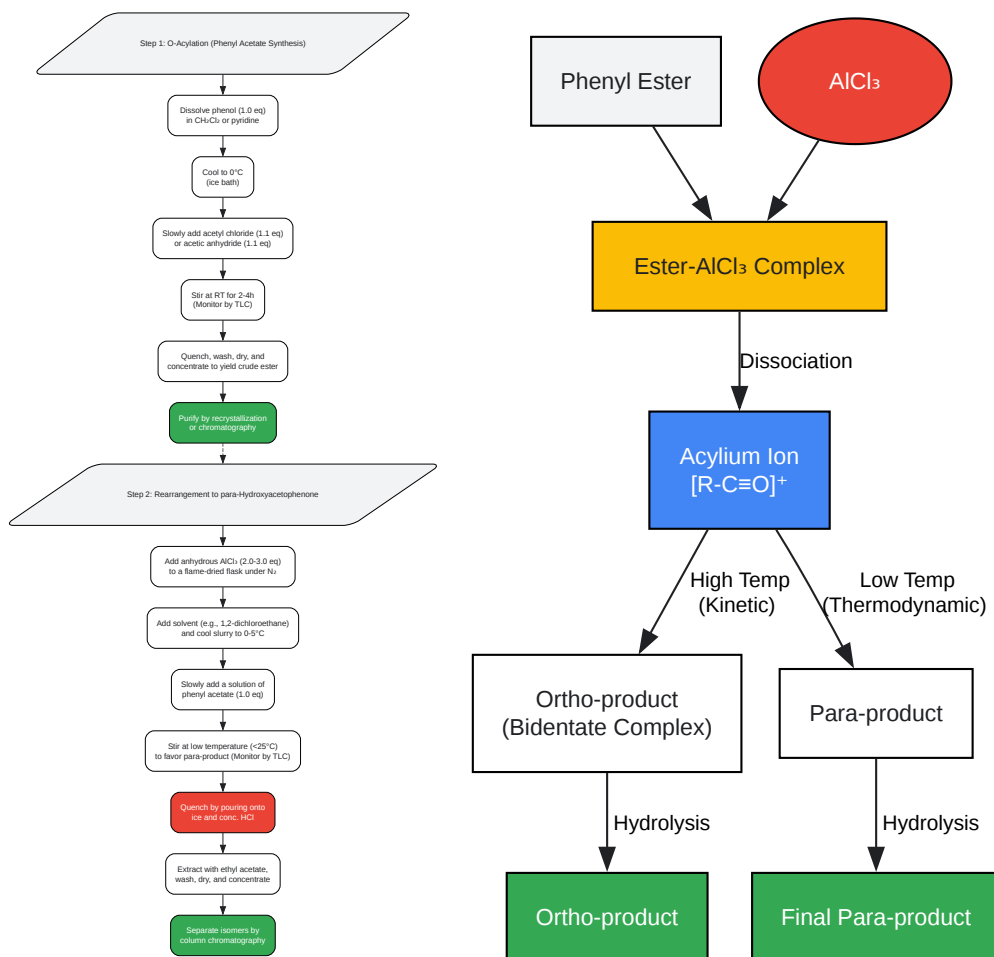 Step 1: O-Acylation (Phenyl Acetate Synthesis)
Dissolve phenol (1.0 eq)
in CH₂Cl₂ or pyridine
Cool to 0°C
(ice bath)
Slowly add acetyl chloride (1.1 eq)
or acetic anhydride (1.1 eq)
Stir at RT for 2-4h
(Monitor by TLC)
Quench, wash, dry, and
concentrate to yield crude ester
Purify by recrystallization
or chromatography
Step 2: Rearrangement to para-Hydroxyacetophenone
Add anhydrous AlCl₃ (2.0-3.0 eq)
to a flame-dried flask under N₂
Add solvent (e.g., 1,2-dichloroethane)
and cool slurry to 0-5°C
Slowly add a solution of
phenyl acetate (1.0 eq)
Stir at low temperature (<25°C)
to favor para-product (Monitor by TLC)
Quench by pouring onto
ice and conc. HCl
Extract with ethyl acetate,
wash, dry, and concentrate
Separate isomers by
column chromatography
Phenyl Ester
AlCl₃
Ester-AlCl₃ Complex
Dissociation
Acylium Ion
[R-C≡O]⁺
High Temp
(Kinetic)
Low Temp
(Thermodynamic)
Ortho-product
(Bidentate Complex)
Para-product
Hydrolysis
Hydrolysis
Ortho-product
Final Para-product